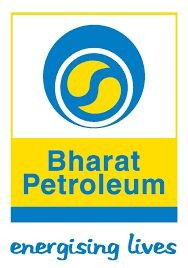 Bharat
Petroleum
energising lives